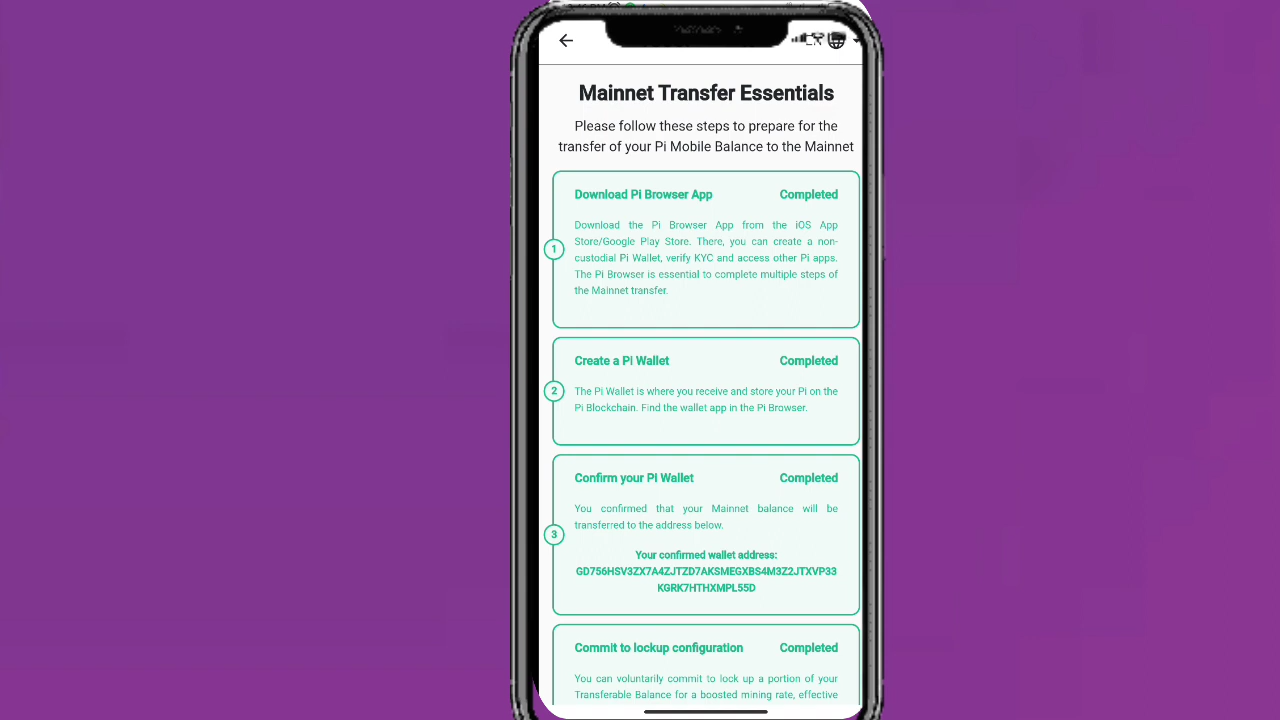 Mainnet Transfer Essentials
Please follow these steps to prepare for the
transfer of your Pi Mobile Balance to the Mainnet
Download Pi Browser App Completed
Download the Pi Browser App from the iOS App
Store/Google Play Store. There, you can create a non-
custodial Pi Wallet, verify KYC and access other Pi apps.
The Pi Browser is essential to complete multiple steps of
the Mainnet transfer.
1
Create a Pi Wallet Completed
The Pi Wallet is where you receive and store your Pi on the
Pi Blockchain. Find the wallet app in the Pi Browser.
2
Confirm your Pi Wallet Completed
You confirmed that your Mainnet balance will be
transferred to the address below.
3
Your confirmed wallet address:
GD756HSV3ZX7A4ZJTZD7AKSMEGXBS4M3Z2JTXVP33
KGRK7HTHXMPL55D
Commit to lockup configuration Completed
You can voluntarily commit to lock up a portion of your
Transferable Balance for a boosted mining rate, effective